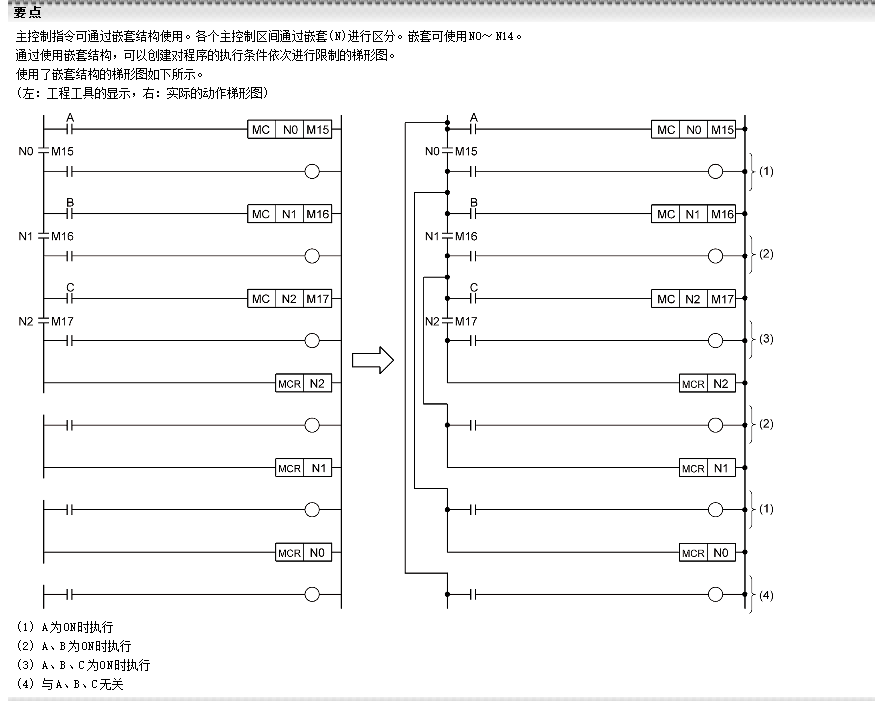 要点
主控制指令可通过嵌套结构使用。各个主控制区间通过嵌套(N)进行区分。嵌套可使用N0～N14。
通过使用嵌套结构，可以创建对程序的执行条件依次进行限制的梯形图。
使用了嵌套结构的梯形图如下所示。
(左：工程工具的显示，右：实际的动作梯形图)
A MC N0 M15 A MC N0 M15
N0 M15 N0 M15
(1)
B MC N1 M16 B MC N1 M16
N1 M16 N1 M16
(2)
C MC N2 M17 C MC N2 M17
N2 M17 N2 M17
(3)
MCR N2 MCR N2
(2)
MCR N1 MCR N1
(1)
MCR N0 MCR N0
(4)
(1) A为ON时执行
(2) A、B为ON时执行
(3) A、B、C为ON时执行
(4) 与A、B、C无关